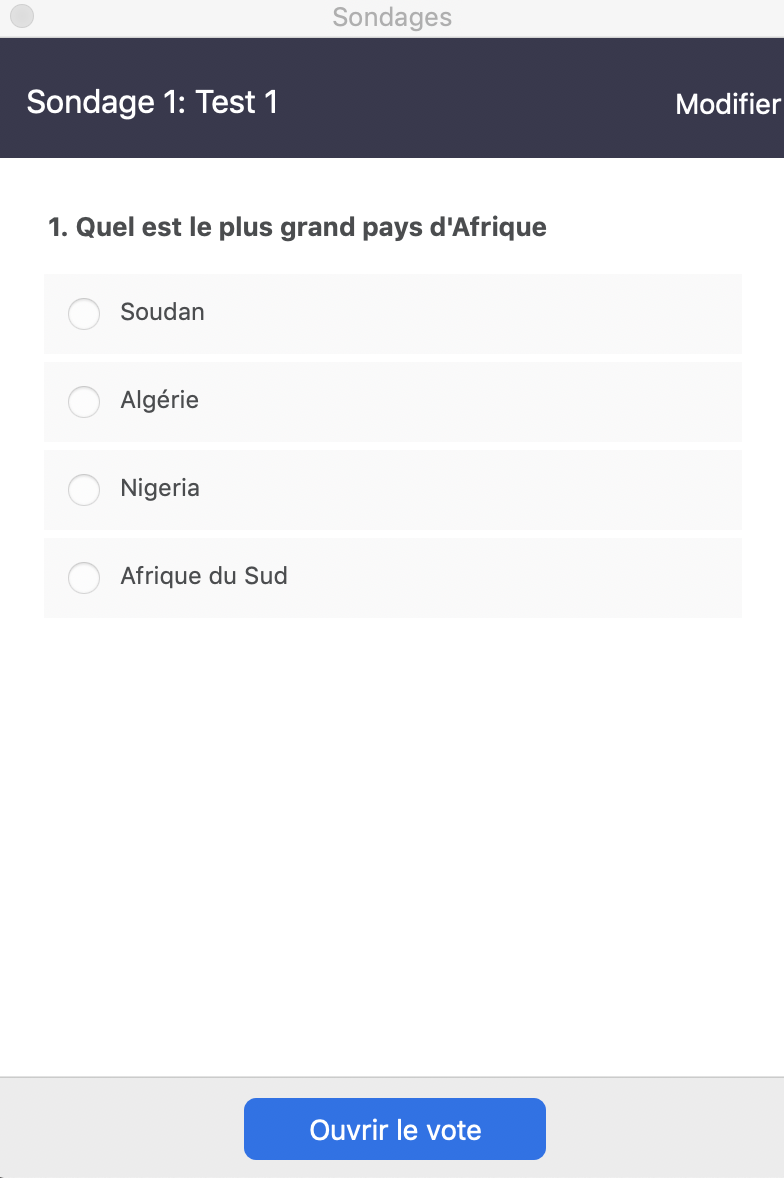 Sondages
Sondage 1: Test 1
Modifier
1. Quel est le plus grand pays d'Afrique
Soudan
Algérie
Nigeria
Afrique du Sud
Ouvrir le vote